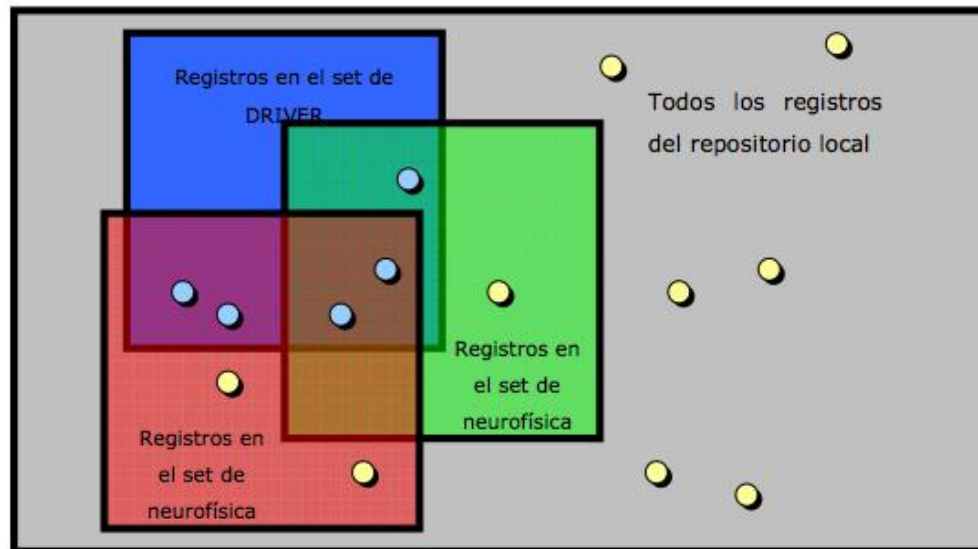 Registros en el set de
DRIVER
Todos los registros
del repositorio local
Registros en
el set de
neurofísica
Registros en
el set de
neurofísica